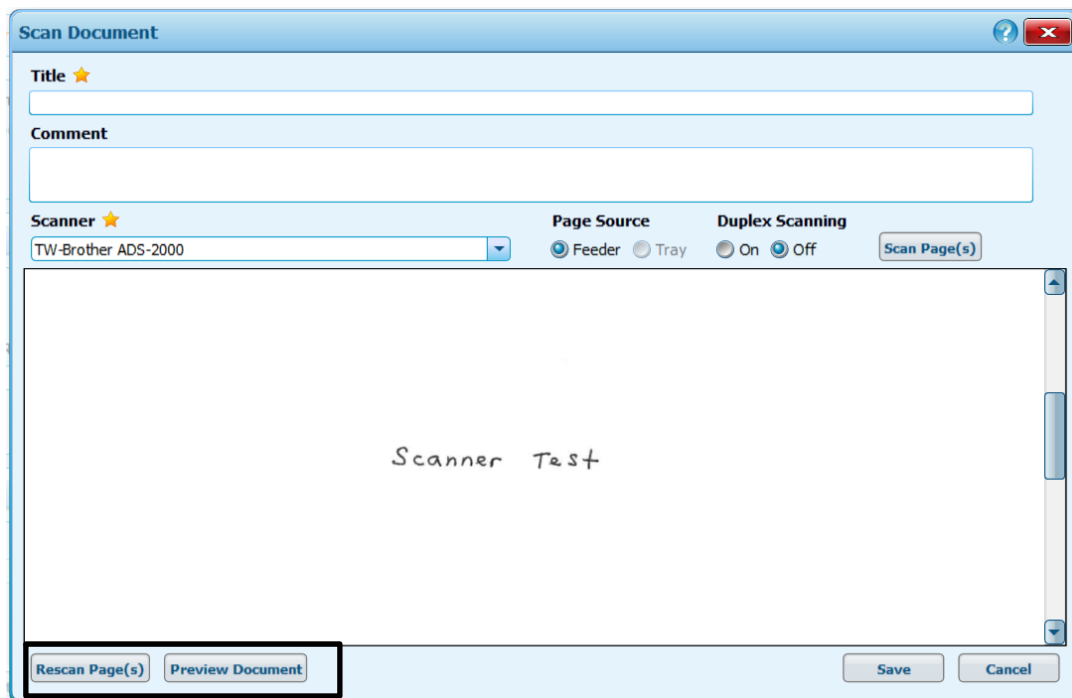 Scan Document
Title
Comment
Scanner Page Source Duplex Scanning
TW-Brother ADS-2000 Feeder Tray On Off Scan Page(s)
Scanner Test
Rescan Page(s) Preview Document Save Cancel